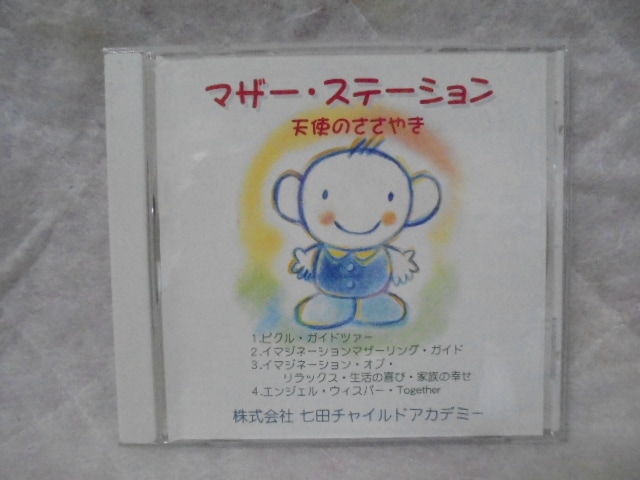 マザー・ステーション
天使のささやき
1.ピクル・ガイドツァー
2.イマジネーションマザーリング・ガイド
3.イマジネーション・オブ・
リラックス・生活の喜び・家族の幸せ
4.エンジェル・ウィスパー・Together
株式会社 七田チャイルドアカデミー